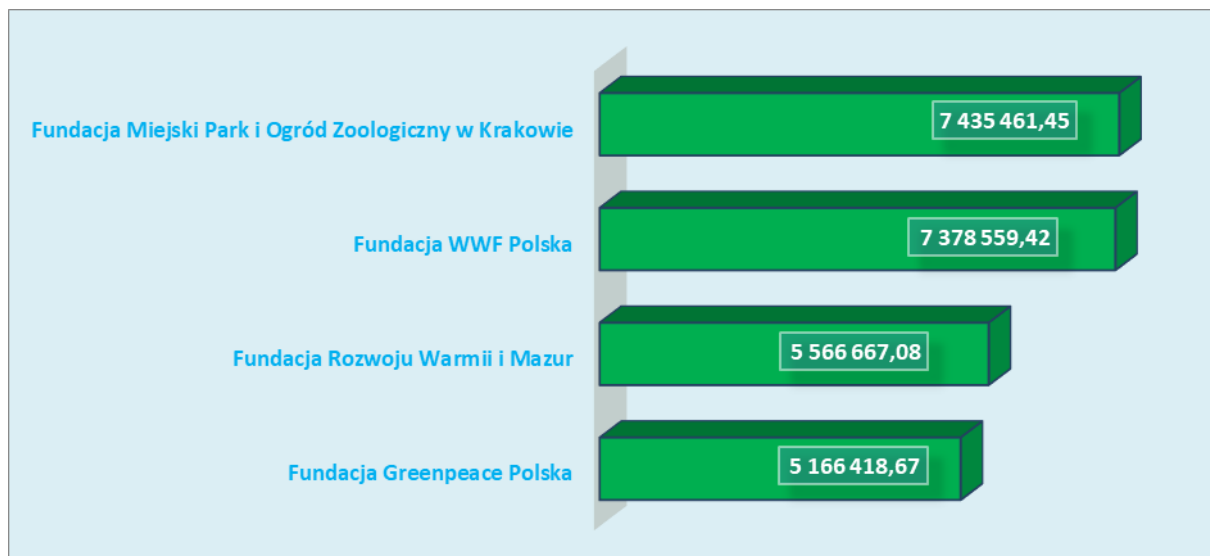 Fundacja Miejski Park i Ogród Zoologiczny w Krakowie
7 435 461,45
Fundacja WWF Polska
7 378 559,42
Fundacja Rozwoju Warmii i Mazur
5 566 667,08
Fundacja Greenpeace Polska
5 166 418,67